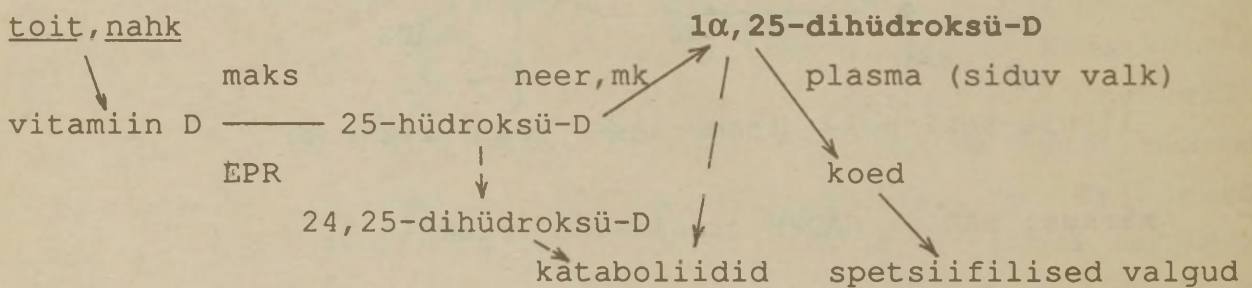 toit, nahk 1α,25-dihüdroksü-D
maks neer,mk plasma (siduv valk)
vitamiin D 25-hüdroksü-D
EPR koed
24,25-dihüdroksü-D
kataboliidid spetsiifilised valgud